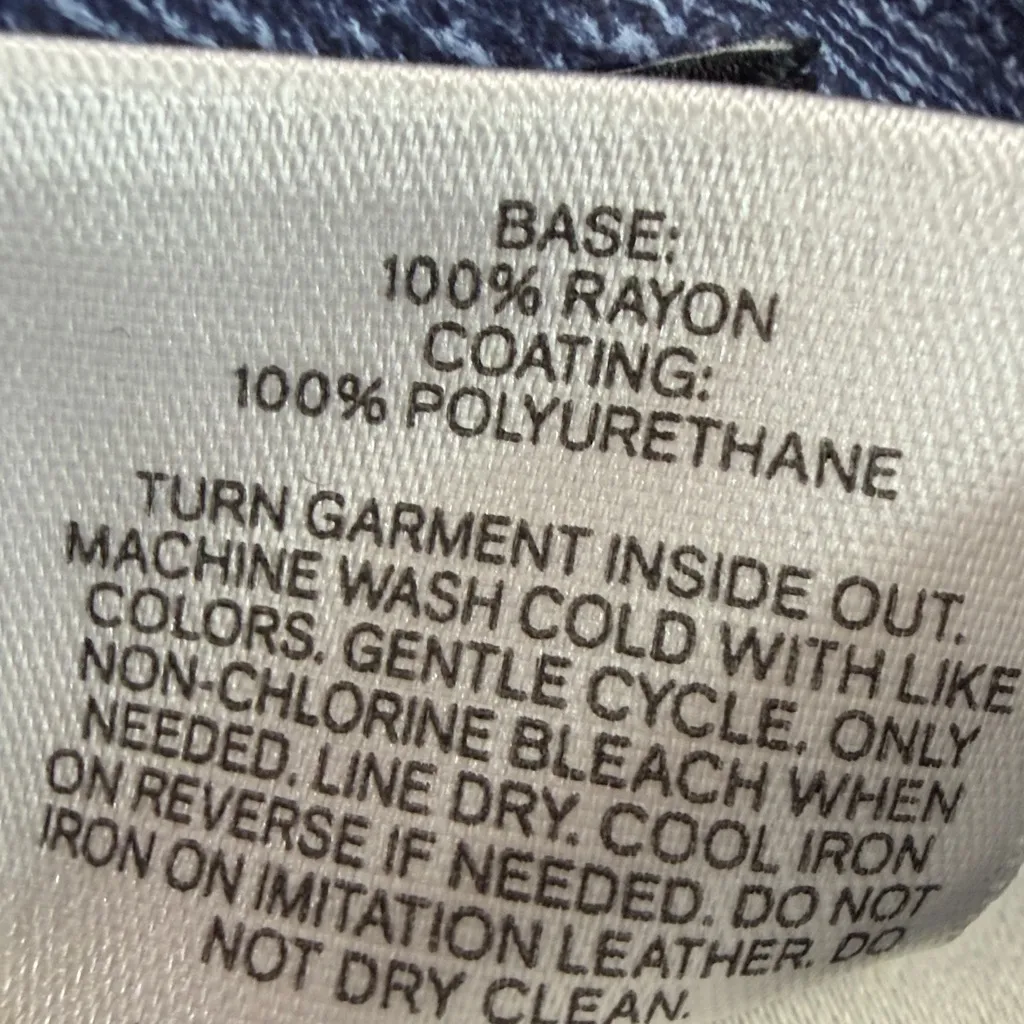 BASE:
100% RAYON
COATING:
100% POLYURETHANE
TURN GARMENT INSIDE OUT.
MACHINE WASH COLD WITH LIKE
COLORS. GENTLE CYCLE. ONLY
NON-CHLORINE BLEACH WHEN
NEEDED. LINE DRY. COOL IRON
ON REVERSE IF NEEDED. DO NOT
IRON ON IMITATION LEATHER. DO
NOT DRY CLEAN.